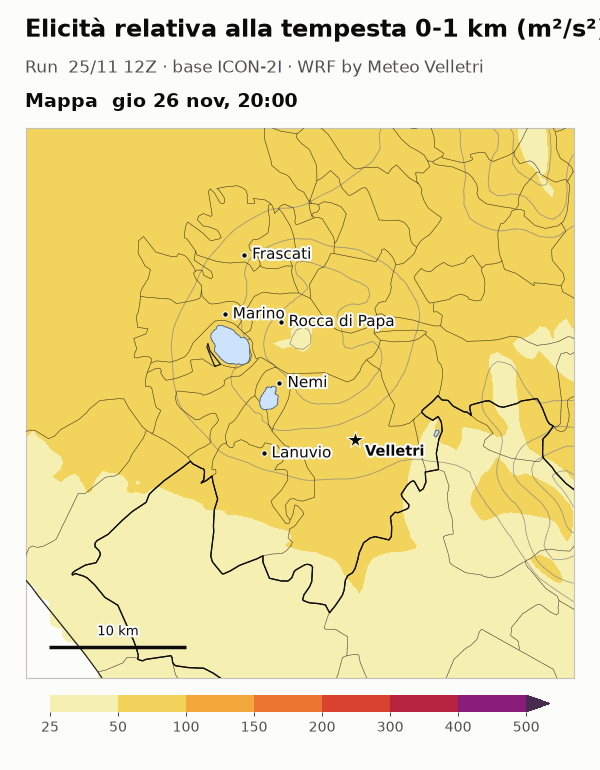 Elicità relativa alla tempesta 0-1 km (m²/s²)
Run  25/11 12Z · base ICON-2I · WRF by Meteo Velletri
Mappa  gio 26 nov, 20:00
Frascati
Marino
Rocca di Papa
Nemi
Velletri
Lanuvio
10 km
25 50 100 150 200 300 400 500